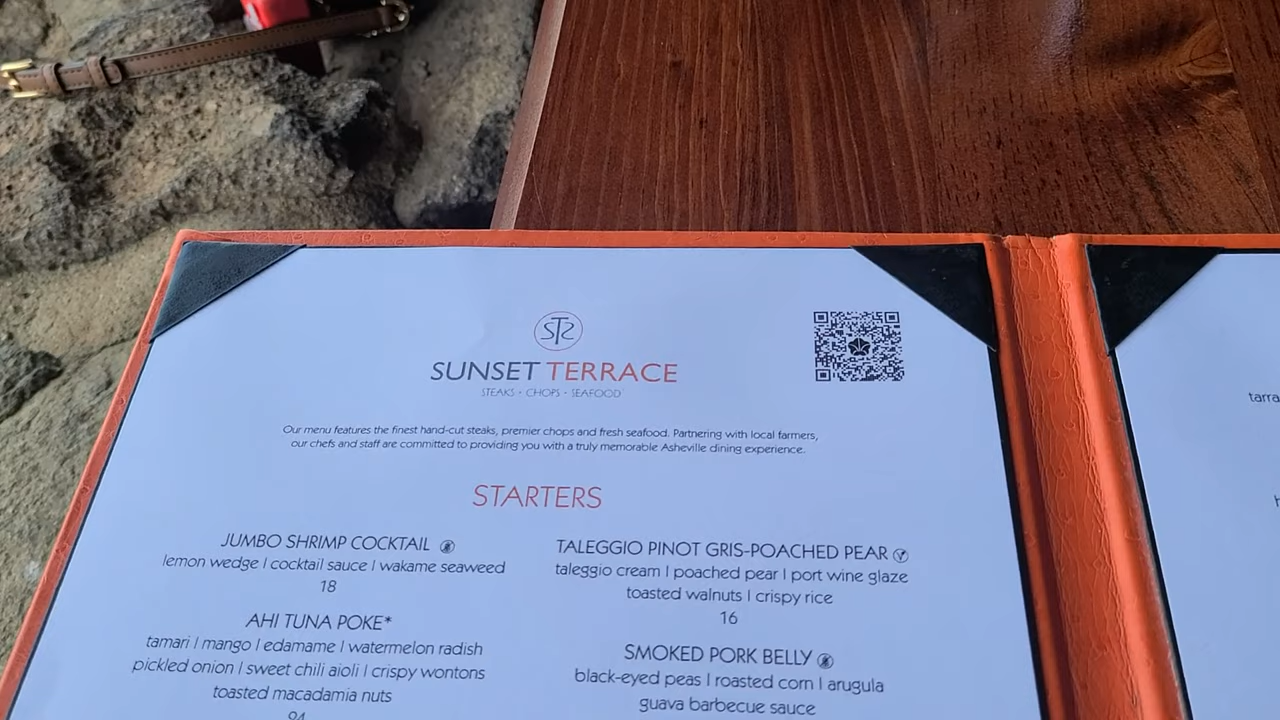 STS
SUNSET TERRACE
STEAKS • CHOPS • SEAFOOD
Our menu features the finest hand-cut steaks, premier chops and fresh seafood. Partnering with local farmers,
our chefs and staff are committed to providing you with a truly memorable Asheville dining experience.
STARTERS
JUMBO SHRIMP COCKTAIL
lemon wedge | cocktail sauce | wakame seaweed
18
AHI TUNA POKE*
tamari | mango | edamame | watermelon radish
pickled onion | sweet chili aioli | crispy wontons
toasted macadamia nuts
TALEGGIO PINOT GRIS-POACHED PEAR
taleggio cream | poached pear | port wine glaze
toasted walnuts | crispy rice
16
SMOKED PORK BELLY
black-eyed peas | roasted corn | arugula
guava barbecue sauce